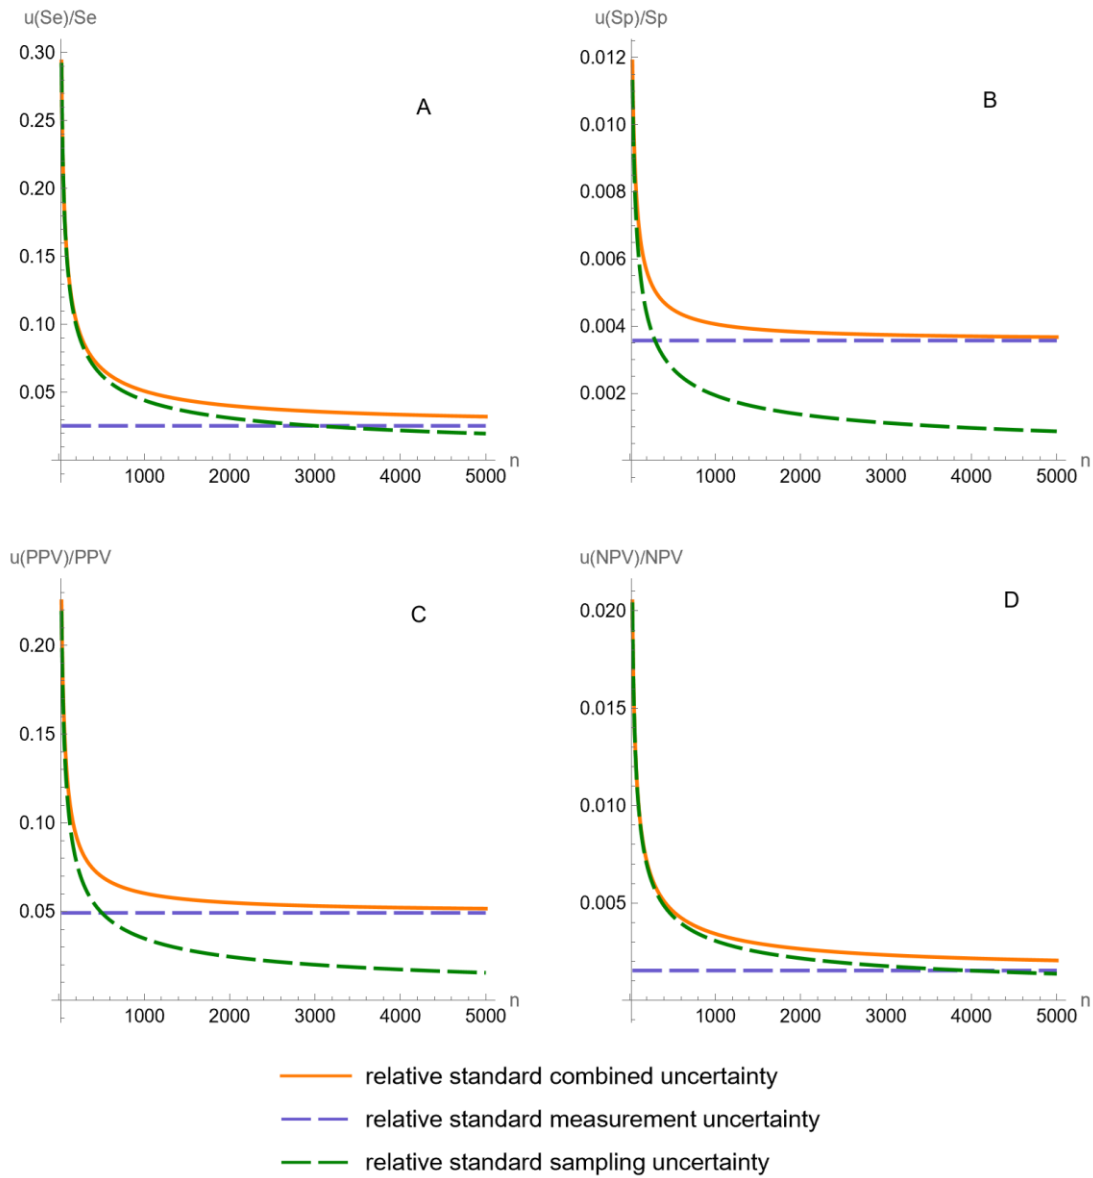 u(Se)/Se
0.30
0.25
0.20
0.15
0.10
0.05
A
1000 2000 3000 4000 5000
n
u(Sp)/Sp
0.012
0.010
0.008
0.006
0.004
0.002
B
1000 2000 3000 4000 5000
n
u(PPV)/PPV
0.20
0.15
0.10
0.05
C
1000 2000 3000 4000 5000
n
u(NPV)/NPV
0.020
0.015
0.010
0.005
D
1000 2000 3000 4000 5000
n
relative standard combined uncertainty
relative standard measurement uncertainty
relative standard sampling uncertainty